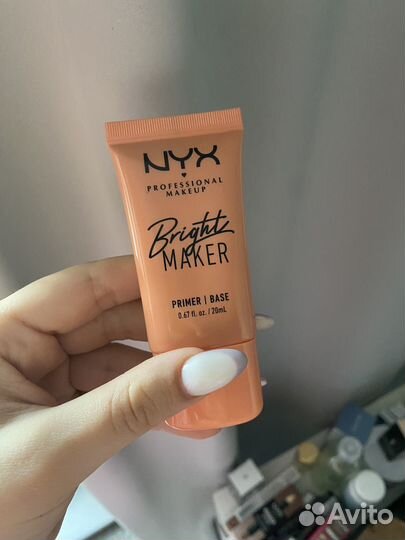 NYX
PROFESSIONAL
MAKEUP
Bright
MAKER
PRIMER | BASE
0.67 fl. oz. / 20mL
Avito